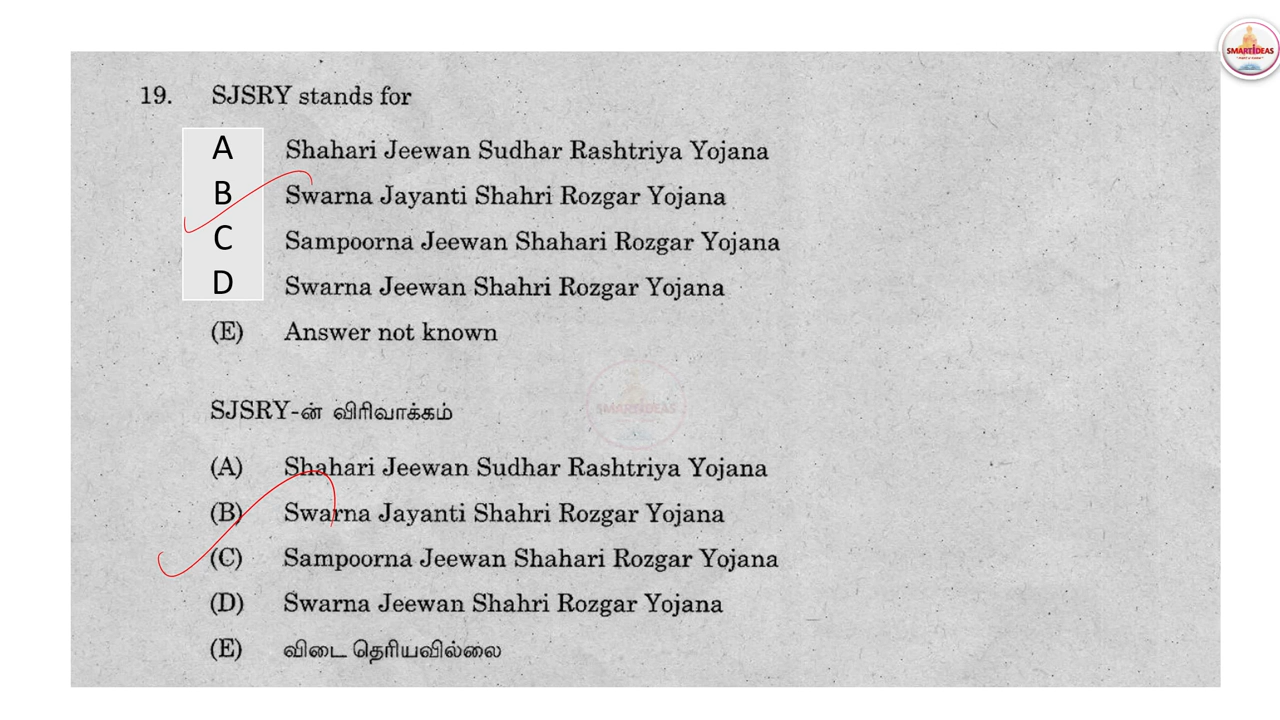 SMARTIDEAS
19. SJSRY stands for
A Shahari Jeewan Sudhar Rashtriya Yojana
B Swarna Jayanti Shahri Rozgar Yojana
C Sampoorna Jeewan Shahari Rozgar Yojana
D Swarna Jeewan Shahri Rozgar Yojana
(E) Answer not known
SMARTIDEAS
SJSRY-ன் விரிவாக்கம்
(A) Shahari Jeewan Sudhar Rashtriya Yojana
(B) Swarna Jayanti Shahri Rozgar Yojana
(C) Sampoorna Jeewan Shahari Rozgar Yojana
(D) Swarna Jeewan Shahri Rozgar Yojana
(E) விடை தெரியவில்லை